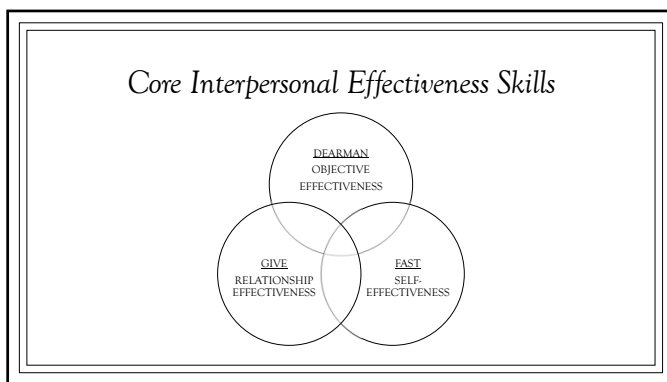 Core Interpersonal Effectiveness Skills
DEARMAN
OBJECTIVE
EFFECTIVENESS
GIVE
RELATIONSHIP
EFFECTIVENESS
FAST
SELF-
EFFECTIVENESS